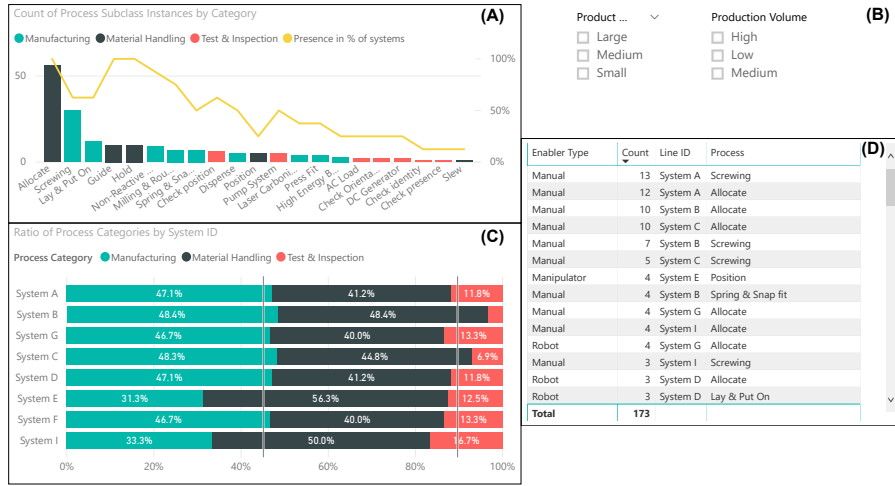 Count of Process Subclass Instances by Category
(A)
Manufacturing Material Handling Test & Inspection Presence in % of systems
50
0
100%
50%
0%
Allocate
Screwing
Lay & Put On
Guide
Hold
Non-Reactive ...
Milling & Rou...
Spring & Sna...
Check position
Dispense
Position
Pump System
Laser Carboni...
Press Fit
High Energy B...
AC Load
Check Orienta...
DC Generator
Check identity
Check presence
Slew
(B)
Product ...
Large
Medium
Small
Production Volume
High
Low
Medium
Ratio of Process Categories by System ID
(C)
Process Category Manufacturing Material Handling Test & Inspection
System A 47.1% 41.2% 11.8%
System B 48.4% 48.4%
System G 46.7% 40.0% 13.3%
System C 48.3% 44.8% 6.9%
System D 47.1% 41.2% 11.8%
System E 31.3% 56.3% 12.5%
System F 46.7% 40.0% 13.3%
System I 33.3% 50.0% 16.7%
0% 20% 40% 60% 80% 100%
(D)
Enabler Type Count Line ID Process
Manual 13 System A Screwing
Manual 12 System A Allocate
Manual 10 System B Allocate
Manual 10 System C Allocate
Manual 7 System B Screwing
Manual 5 System C Screwing
Manipulator 4 System E Position
Manual 4 System B Spring & Snap fit
Manual 4 System G Allocate
Manual 4 System I Allocate
Robot 4 System G Allocate
Manual 3 System I Screwing
Robot 3 System D Allocate
Robot 3 System D Lay & Put On
Total 173